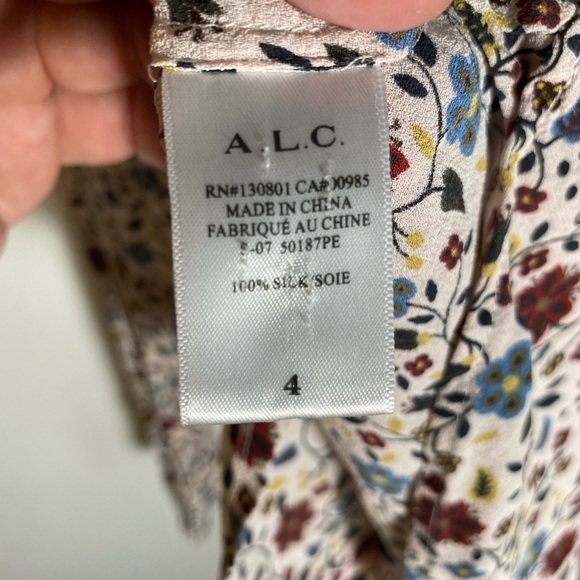 A.L.C.
RN#130801 CA#00985
MADE IN CHINA
FABRIQUÉ AU CHINE
50187PE
100% SILK/SOIE
4